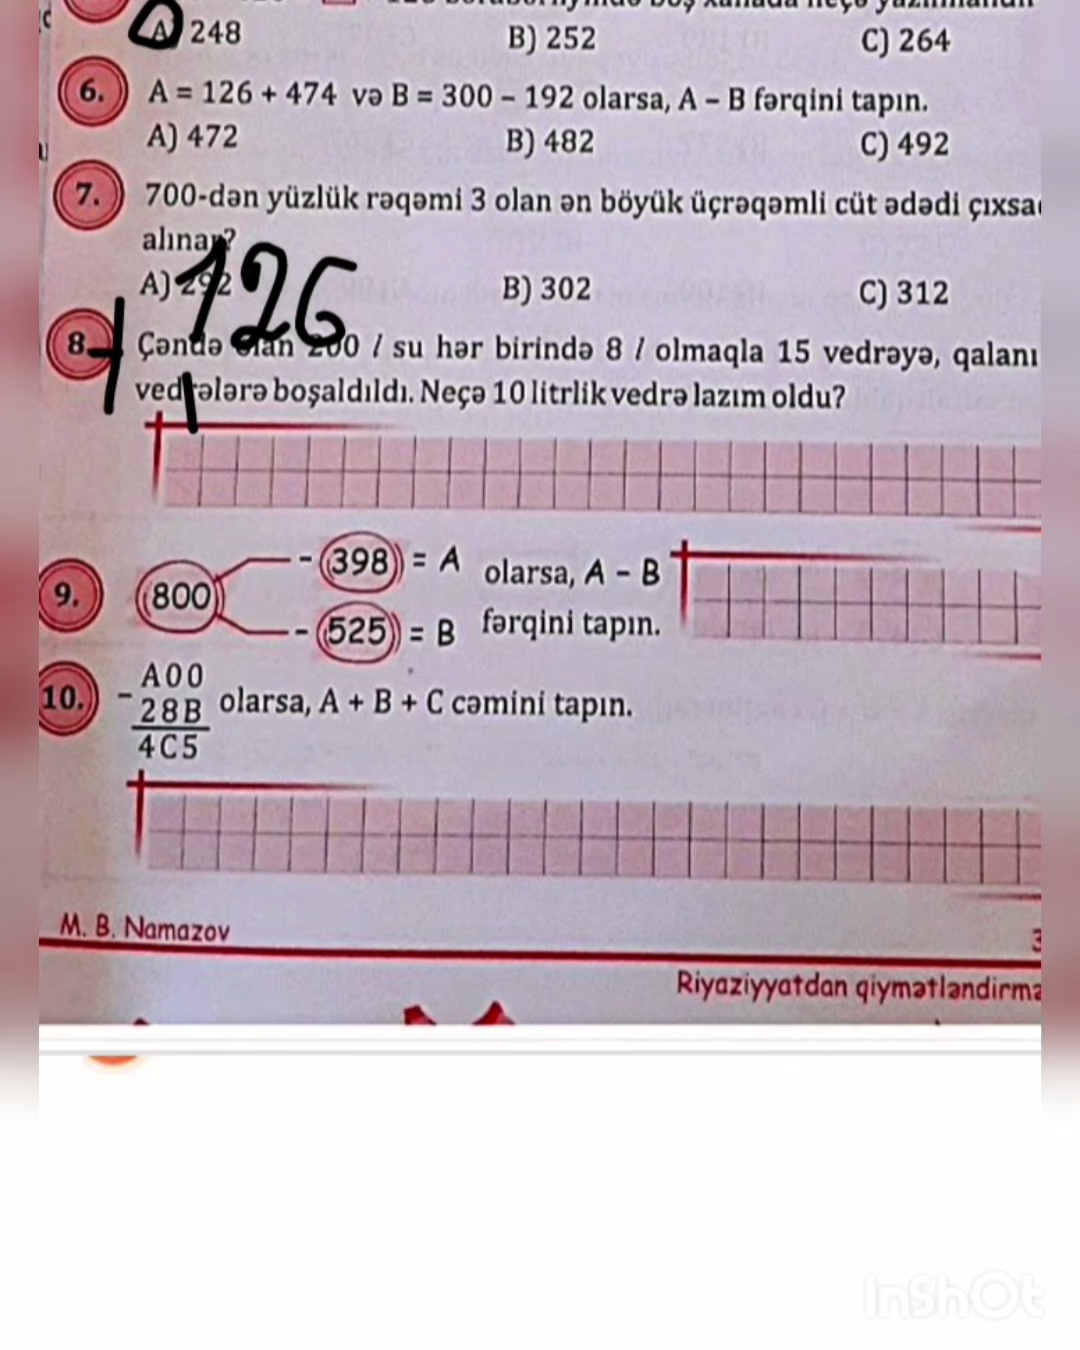 A) 248 B) 252 C) 264
6. A = 126 + 474 və B = 300 – 192 olarsa, A – B fərqini tapın.
A) 472 B) 482 C) 492
7. 700-dən yüzlük rəqəmi 3 olan ən böyük üçrəqəmli cüt ədədi
alınar?
A) 292 B) 302 C) 312
126
8. Çəndə olan 200 l su hər birində 8 l olmaqla 15 vedrəyə, qalanı
vedrələrə boşaldıldı. Neçə 10 litrlik vedrə lazım oldu?
9. 800 - 398 = A olarsa, A – B
- 525 = B fərqini tapın.
A00
10. - 28B olarsa, A + B + C cəmini tapın.
4C5
M. B. Namazov
Riyaziyyatdan
InShOt